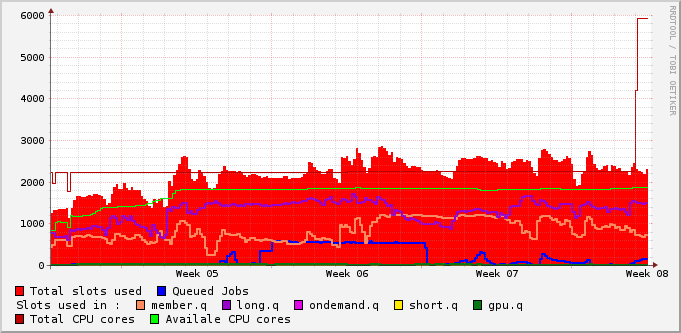 6000
5000
4000
3000
2000
1000
0
Week 05 Week 06 Week 07 Week 08
RRDTOOL / TOBI OETIKER
Total slots used Queued Jobs
Slots used in : member.q long.q ondemand.q short.q gpu.q
Total CPU cores Availale CPU cores